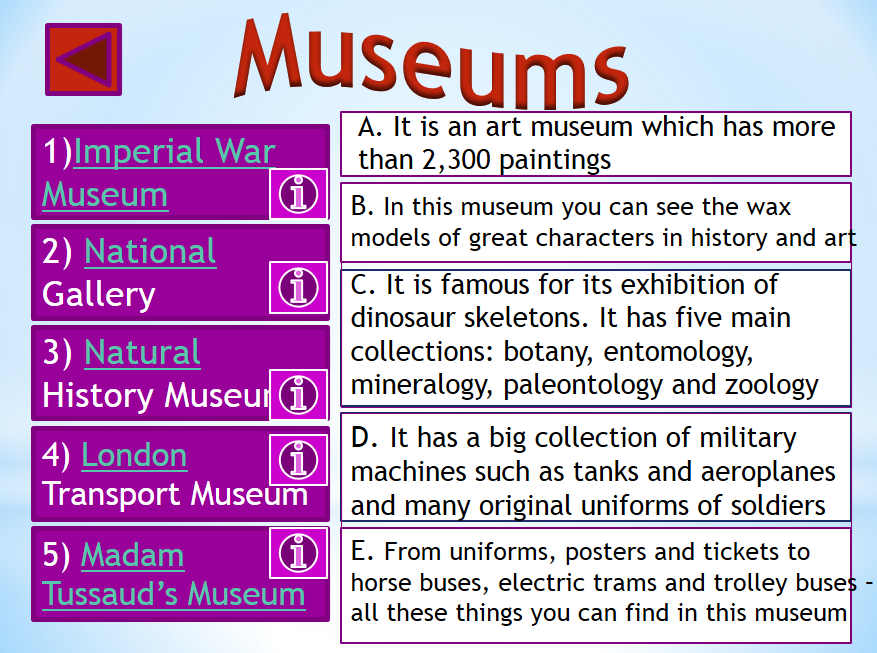 Museums
1)Imperial War
Museum
2) National
Gallery
3) Natural
History Museum
4) London
Transport Museum
5) Madam
Tussaud’s Museum
A. It is an art museum which has more
than 2,300 paintings
B. In this museum you can see the wax
models of great characters in history and art
C. It is famous for its exhibition of
dinosaur skeletons. It has five main
collections: botany, entomology,
mineralogy, paleontology and zoology
D. It has a big collection of military
machines such as tanks and aeroplanes
and many original uniforms of soldiers
E. From uniforms, posters and tickets to
horse buses, electric trams and trolley buses –
all these things you can find in this museum